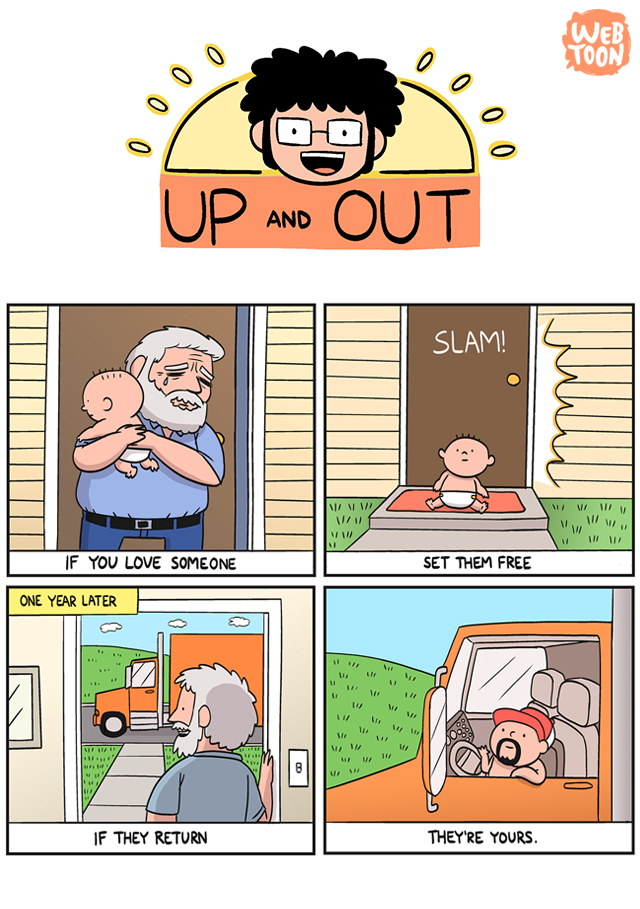 WEB
TOON
UP AND OUT
SLAM!
IF YOU LOVE SOMEONE
SET THEM FREE
ONE YEAR LATER
IF THEY RETURN
THEY'RE YOURS.